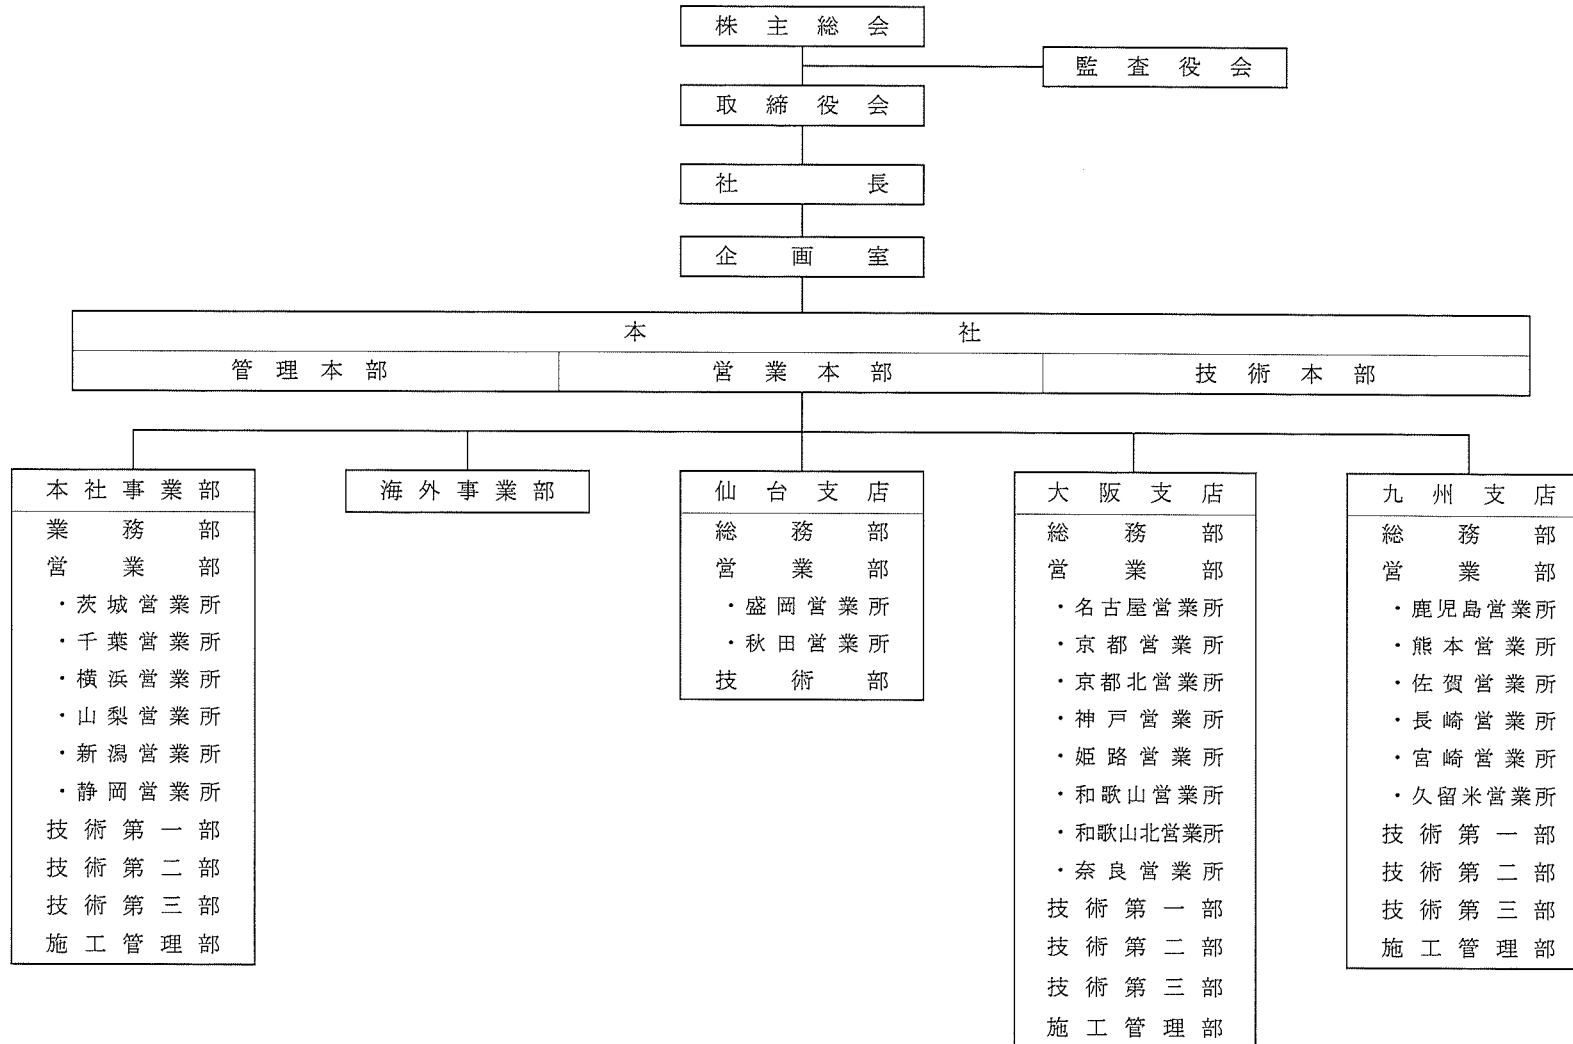 株主総会
監査役会
取締役会
社長
企画室
本社
管理本部
営業本部
技術本部
本社事業部
業務部
営業部
・茨城営業所
・千葉営業所
・横浜営業所
・山梨営業所
・新潟営業所
・静岡営業所
技術第一部
技術第二部
技術第三部
施工管理部
海外事業部
仙台支店
総務部
営業部
・盛岡営業所
・秋田営業所
技術部
大阪支店
総務部
営業部
・名古屋営業所
・京都営業所
・京都北営業所
・神戸営業所
・姫路営業所
・和歌山営業所
・和歌山北営業所
・奈良営業所
技術第一部
技術第二部
技術第三部
施工管理部
九州支店
総務部
営業部
・鹿児島営業所
・熊本営業所
・佐賀営業所
・長崎営業所
・宮崎営業所
・久留米営業所
技術第一部
技術第二部
技術第三部
施工管理部